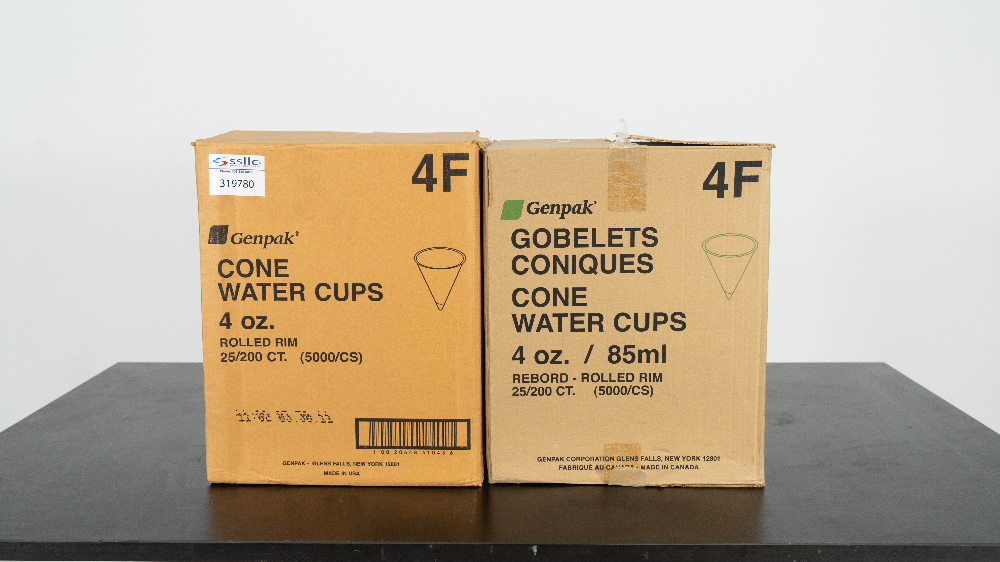 ssllc
319780
4F
Genpak
CONE
WATER CUPS
4 oz.
ROLLED RIM
25/200 CT. (5000/CS)
GENPAK - GLENS FALLS, NEW YORK 12801
MADE IN USA
4F
Genpak
GOBELETS
CONIQUES
CONE
WATER CUPS
4 oz. / 85ml
REBORD - ROLLED RIM
25/200 CT. (5000/CS)
GENPAK CORPORATION GLENS FALLS, NEW YORK 12801
FABRIQUÉ AU CANADA - MADE IN CANADA